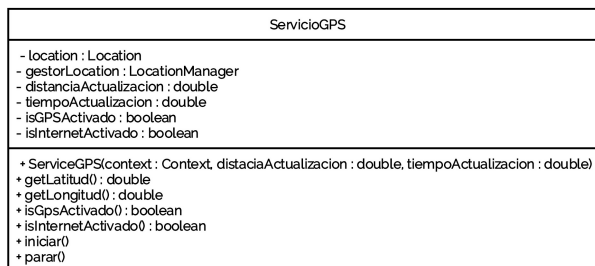 ServicioGPS
- location : Location
- gestorLocation : LocationManager
- distanciaActualizacion : double
- tiempoActualizacion : double
- isGPSActivado : boolean
- isInternetActivado : boolean
+ ServiceGPS(context : Context, distaciaActualizacion : double, tiempoActualizacion : double)
+ getLatitud() : double
+ getLongitud() : double
+ isGpsActivado() : boolean
+ isInternetActivado() : boolean
+ iniciar()
+ parar()